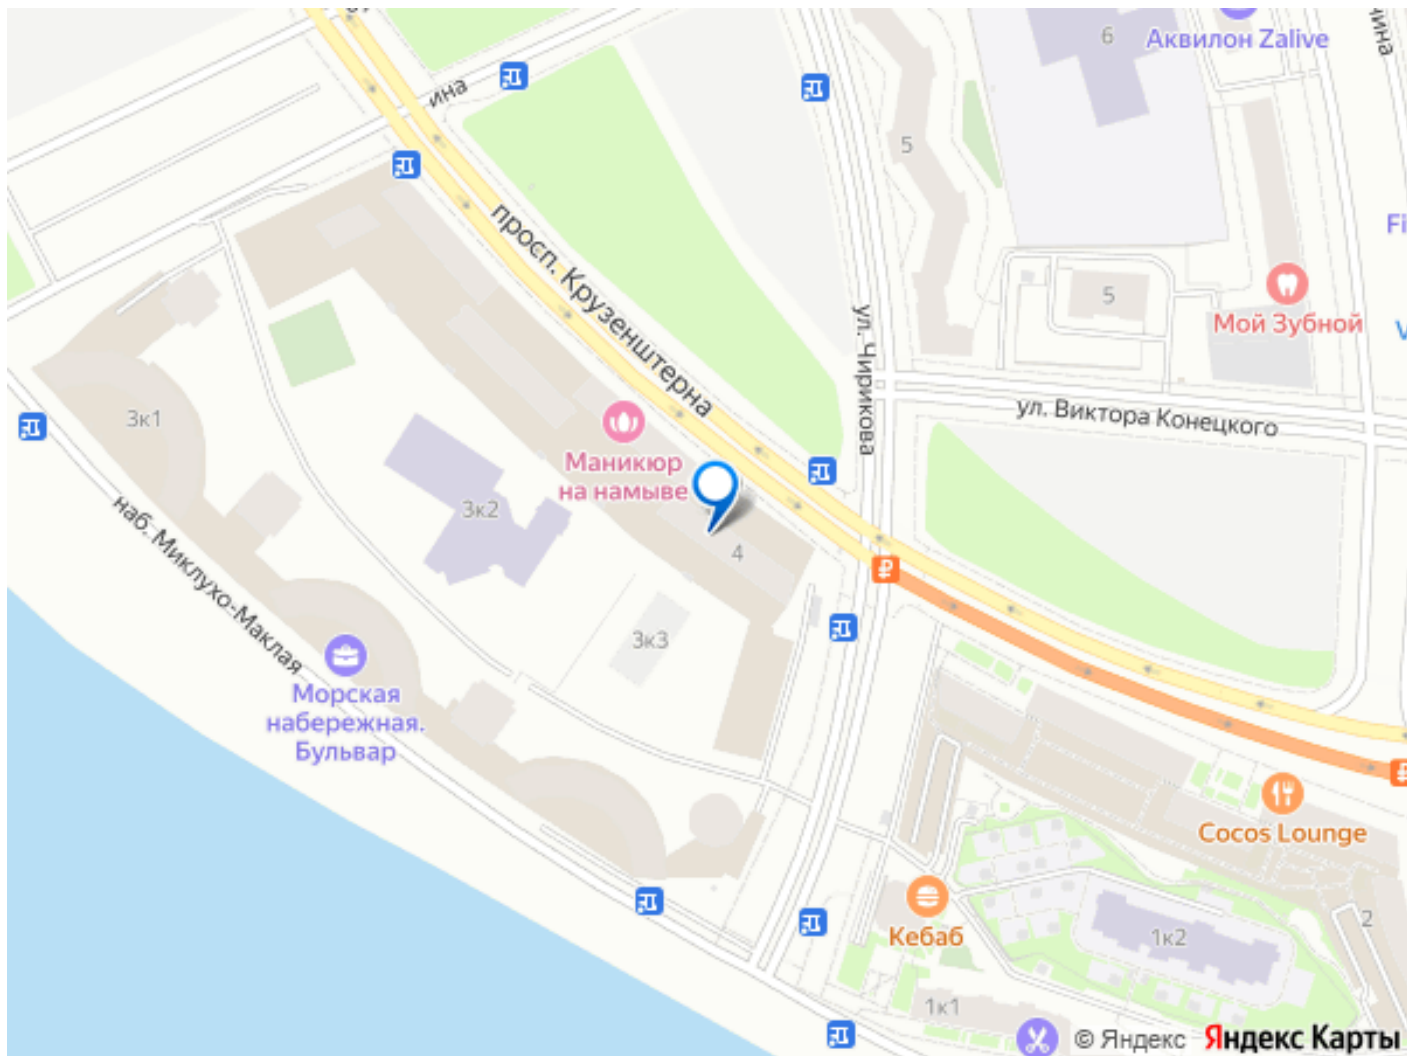 6
Аквилон Zalive
ина
5
просп. Крузенштерна
ул. Чирикова
5
Мой Зубной
Fi
V
3к1
Маникюр
на намыве
ул. Виктора Конецкого
3к2
4
наб. Миклухо-Маклая
3к3
Морская
набережная.
Бульвар
Cocos Lounge
Кебаб
1к2
2
1к1
© Яндекс
Яндекс Карты